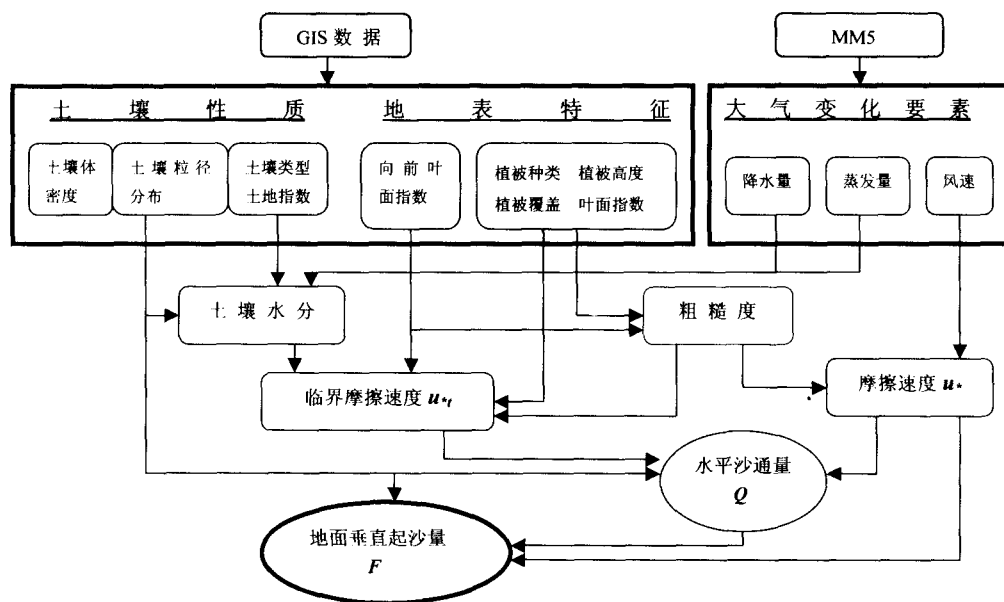 GIS 数 据
MM5
土 壤 性 质
地 表 特 征
大 气 变 化 要 素
土壤体
密度
土 壤 粒 径
分布
土壤类型
土地指数
向 前 叶
面指数
植被种类 植被高度
植被覆盖 叶面指数
降水量
蒸发量
风速
土 壤 水 分
粗 糙 度
临界摩擦速度 u*t
摩擦速度 u*
水平沙通量
Q
地面垂直起沙量
F